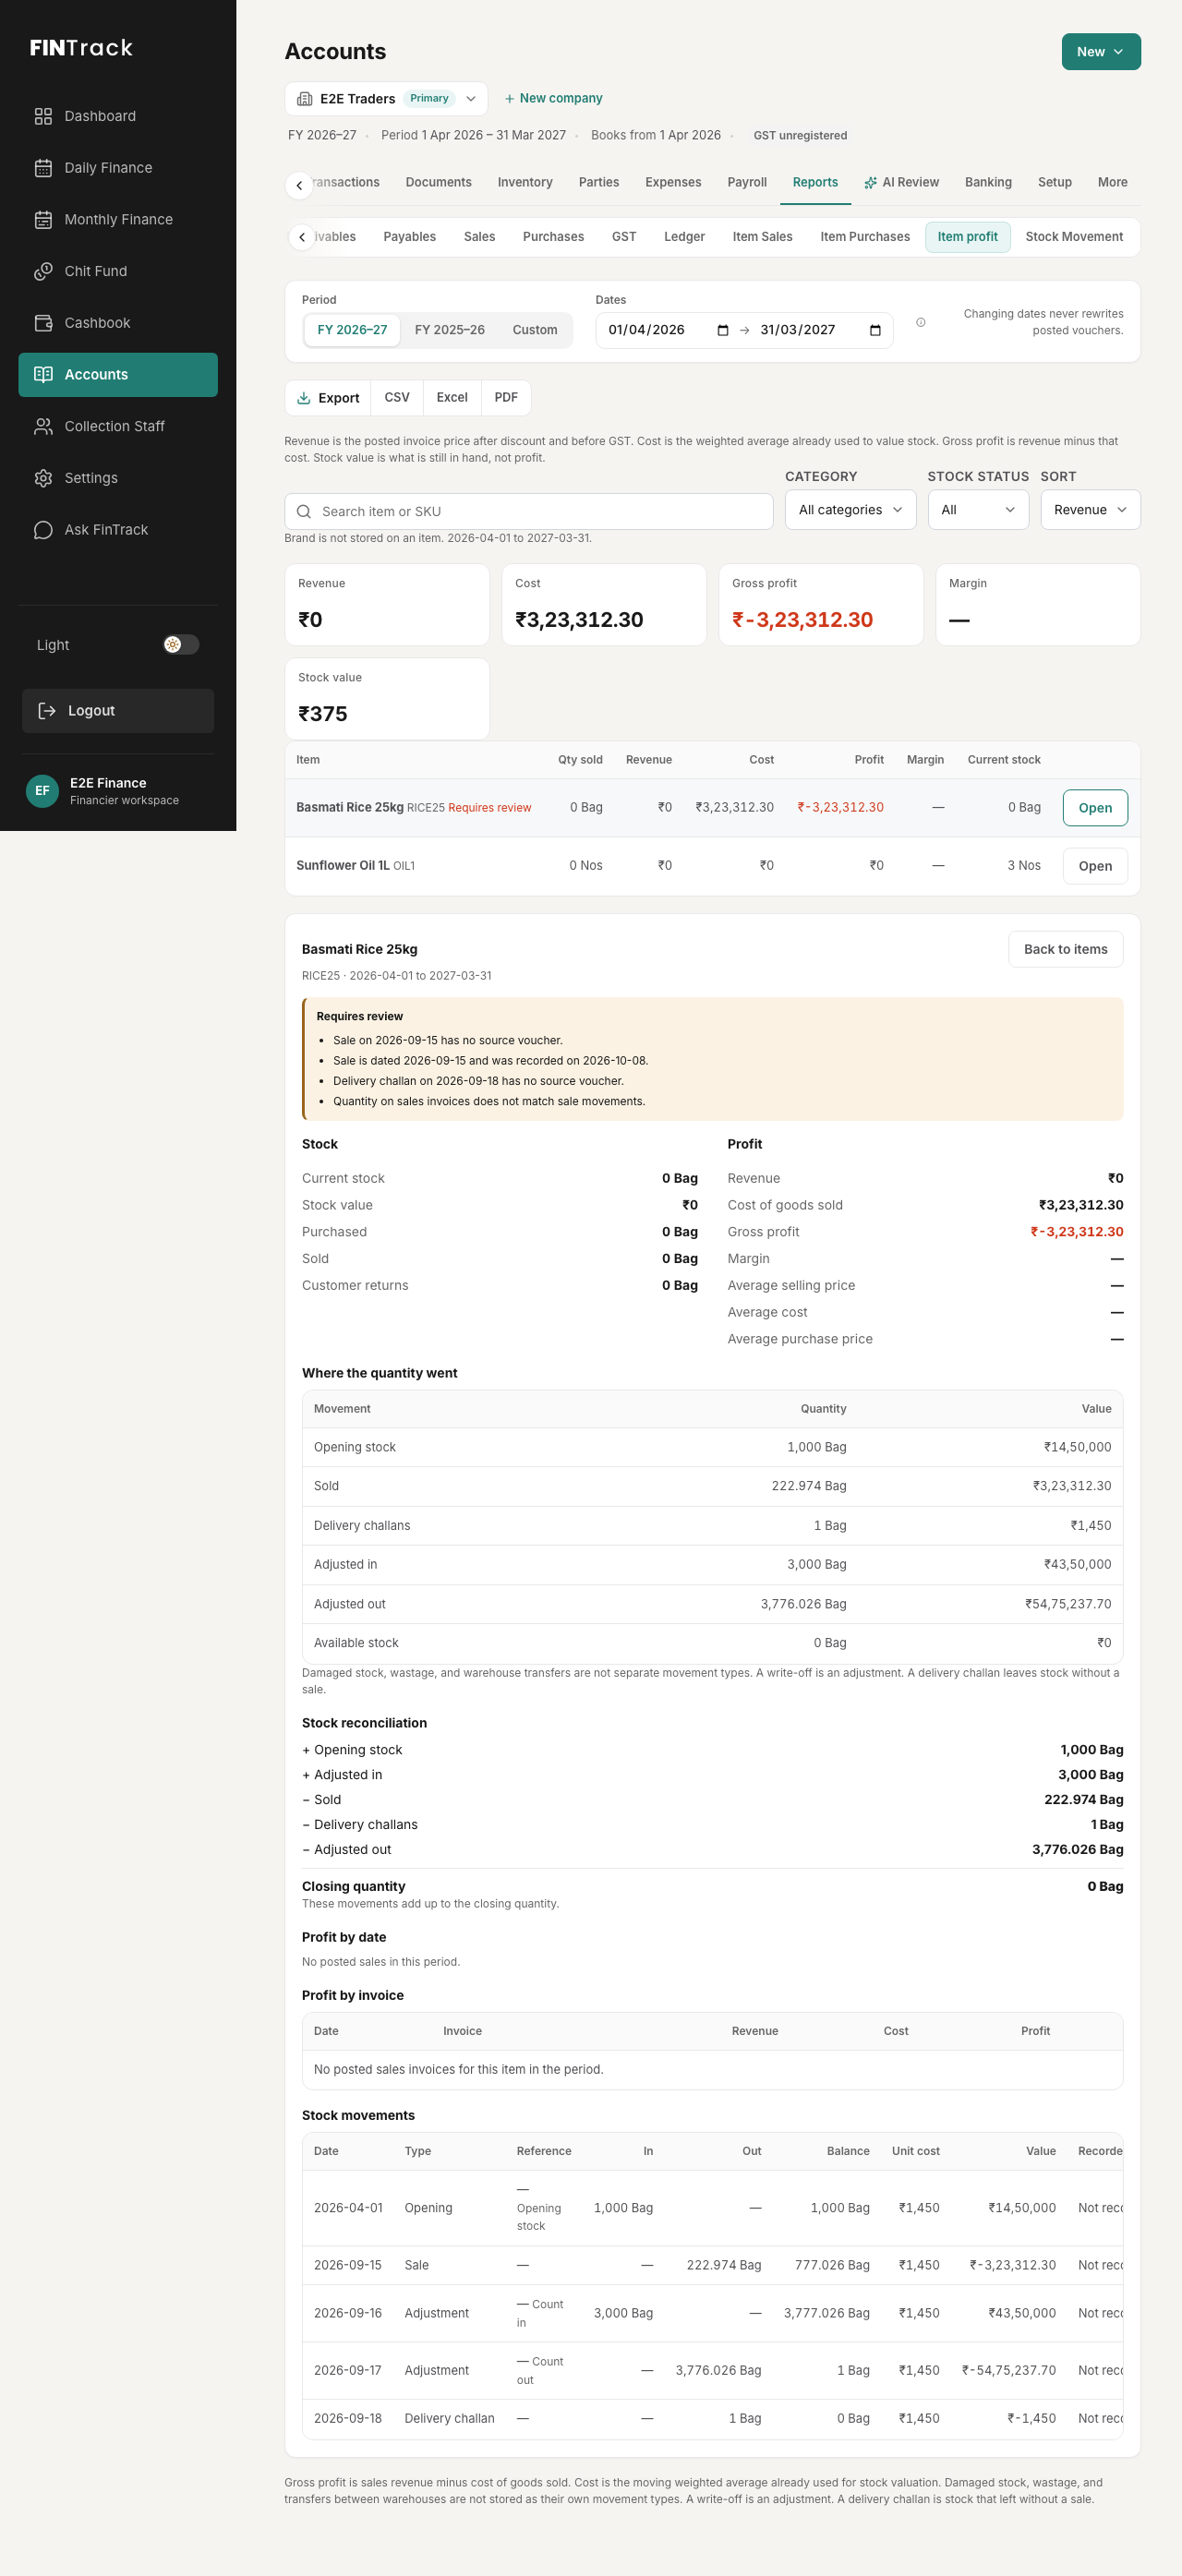 FINTrack
Dashboard
Daily Finance
Monthly Finance
Chit Fund
Cashbook
Accounts
Collection Staff
Settings
Ask FinTrack
Light
Logout
EF
E2E Finance
Financier workspace
Accounts
New
E2E Traders Primary
+ New company
FY 2026–27 • Period 1 Apr 2026 – 31 Mar 2027 • Books from 1 Apr 2026 • GST unregistered
ransactions Documents Inventory Parties Expenses Payroll Reports AI Review Banking Setup More
ivables Payables Sales Purchases GST Ledger Item Sales Item Purchases Item profit Stock Movement
Period
FY 2026–27 FY 2025–26 Custom
Dates
01/04/2026 → 31/03/2027
Changing dates never rewrites
posted vouchers.
Export CSV Excel PDF
Revenue is the posted invoice price after discount and before GST. Cost is the weighted average already used to value stock. Gross profit is revenue minus that
cost. Stock value is what is still in hand, not profit.
CATEGORY STOCK STATUS SORT
Search item or SKU All categories All Revenue
Brand is not stored on an item. 2026-04-01 to 2027-03-31.
Revenue
₹0
Cost
₹3,23,312.30
Gross profit
₹-3,23,312.30
Margin
—
Stock value
₹375
Item Qty sold Revenue Cost Profit Margin Current stock
Basmati Rice 25kg RICE25 Requires review 0 Bag ₹0 ₹3,23,312.30 ₹-3,23,312.30 — 0 Bag Open
Sunflower Oil 1L OIL1 0 Nos ₹0 ₹0 ₹0 — 3 Nos Open
Basmati Rice 25kg
Back to items
RICE25 · 2026-04-01 to 2027-03-31
Requires review
• Sale on 2026-09-15 has no source voucher.
• Sale is dated 2026-09-15 and was recorded on 2026-10-08.
• Delivery challan on 2026-09-18 has no source voucher.
• Quantity on sales invoices does not match sale movements.
Stock
Current stock 0 Bag
Stock value ₹0
Purchased 0 Bag
Sold 0 Bag
Customer returns 0 Bag
Profit
Revenue ₹0
Cost of goods sold ₹3,23,312.30
Gross profit ₹-3,23,312.30
Margin —
Average selling price —
Average cost —
Average purchase price —
Where the quantity went
Movement Quantity Value
Opening stock 1,000 Bag ₹14,50,000
Sold 222.974 Bag ₹3,23,312.30
Delivery challans 1 Bag ₹1,450
Adjusted in 3,000 Bag ₹43,50,000
Adjusted out 3,776.026 Bag ₹54,75,237.70
Available stock 0 Bag ₹0
Damaged stock, wastage, and warehouse transfers are not separate movement types. A write-off is an adjustment. A delivery challan leaves stock without a
sale.
Stock reconciliation
+ Opening stock 1,000 Bag
+ Adjusted in 3,000 Bag
− Sold 222.974 Bag
− Delivery challans 1 Bag
− Adjusted out 3,776.026 Bag
Closing quantity 0 Bag
These movements add up to the closing quantity.
Profit by date
No posted sales in this period.
Profit by invoice
Date Invoice Revenue Cost Profit
No posted sales invoices for this item in the period.
Stock movements
Date Type Reference In Out Balance Unit cost Value Recorde
2026-04-01 Opening — Opening stock 1,000 Bag — 1,000 Bag ₹1,450 ₹14,50,000 Not reco
2026-09-15 Sale — — 222.974 Bag 777.026 Bag ₹1,450 ₹-3,23,312.30 Not reco
2026-09-16 Adjustment — Count in 3,000 Bag — 3,777.026 Bag ₹1,450 ₹43,50,000 Not reco
2026-09-17 Adjustment — Count out — 3,776.026 Bag 1 Bag ₹1,450 ₹-54,75,237.70 Not reco
2026-09-18 Delivery challan — — 1 Bag 0 Bag ₹1,450 ₹-1,450 Not reco
Gross profit is sales revenue minus cost of goods sold. Cost is the moving weighted average already used for stock valuation. Damaged stock, wastage, and
transfers between warehouses are not stored as their own movement types. A write-off is an adjustment. A delivery challan is stock that left without a sale.